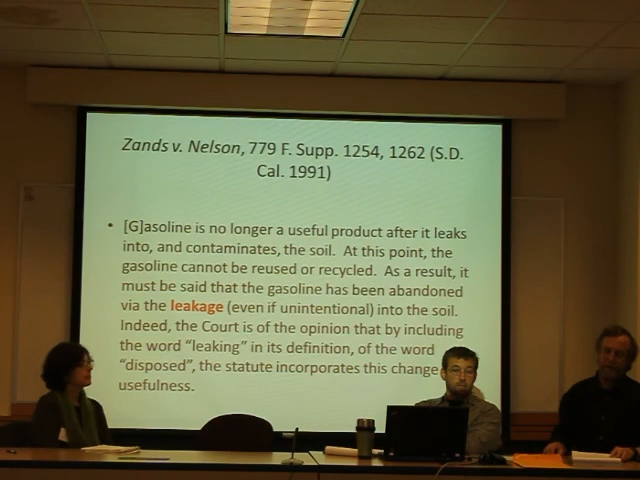 Zands v. Nelson, 779 F. Supp. 1254, 1262 (S.D.
Cal. 1991)
• [G]asoline is no longer a useful product after it leaks
into, and contaminates, the soil. At this point, the
gasoline cannot be reused or recycled. As a result, it
must be said that the gasoline has been abandoned
via the leakage (even if unintentional) into the soil.
Indeed, the Court is of the opinion that by including
the word “leaking” in its definition, of the word
“disposed”, the statute incorporates this change
usefulness.